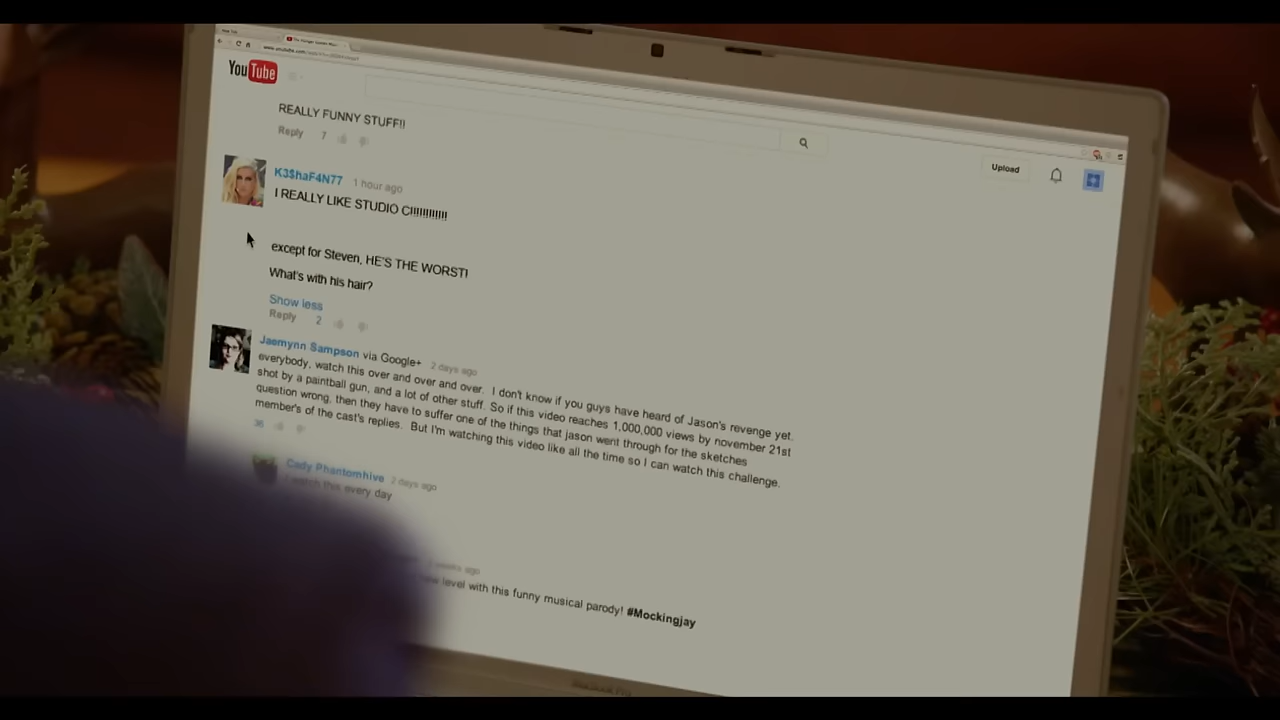 YouTube
REALLY FUNNY STUFF!!
Reply 7
Upload
K3$haF4N77 1 hour ago
I REALLY LIKE STUDIO C!!!!!!!!!!!
except for Steven, HE'S THE WORST!
What's with his hair?
Show less
Reply 2
Jaemynn Sampson via Google+ 2 days ago
everybody, watch this over and over and over. I don't know if you guys have heard of Jason's revenge yet.
shot by a paintball gun, and a lot of other stuff. So if this video reaches 1,000,000 views by november 21st
question wrong, then they have to suffer one of the things that jason went through for the sketches
member's of the cast's replies. But I'm watching this video like all the time so I can watch this challenge.
36
Cady Phantomhive 2 days ago
I watch this every day
weeks ago
new level with this funny musical parody! #Mockingjay
MacBook Pro